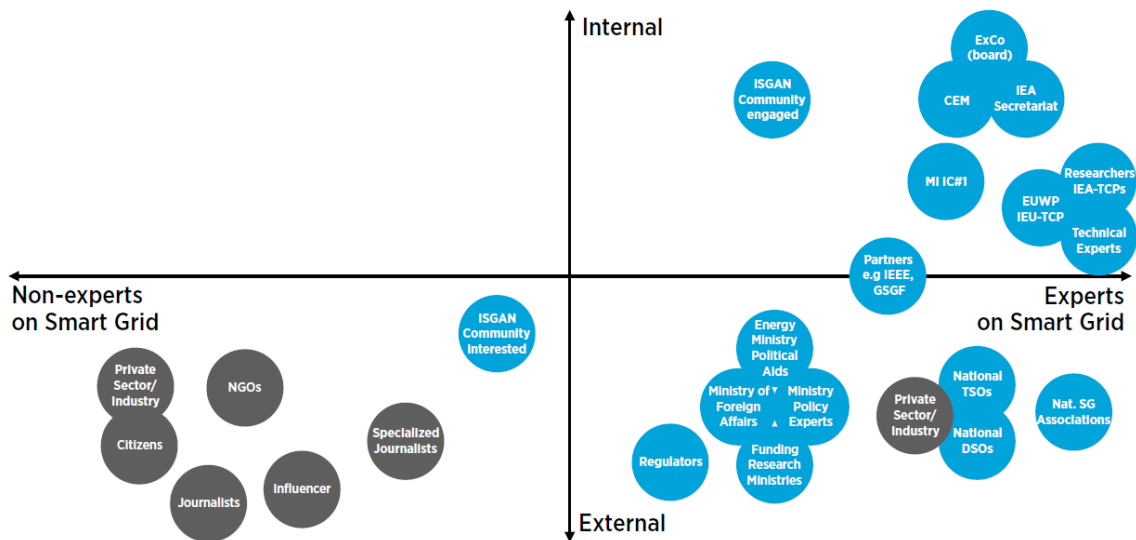 Internal
ExCo
(board)
ISGAN
Community
engaged
CEM
IEA
Secretariat
MI IC#1
Researchers
IEA-TCPs
EUWP
IEU-TCP
Technical
Experts
Partners
e.g IEEE,
GSGF
Non-experts
on Smart Grid
Experts
on Smart Grid
ISGAN
Community
Interested
Energy
Ministry
Political
Aids
Private
Sector/
Industry
NGOs
Ministry of
Foreign
Affairs
Ministry
Policy
Experts
Private
Sector/
Industry
National
TSOs
Nat. SG
Associations
Citizens
Specialized
Journalists
National
DSOs
Regulators
Funding
Research
Ministries
Journalists
Influencer
External